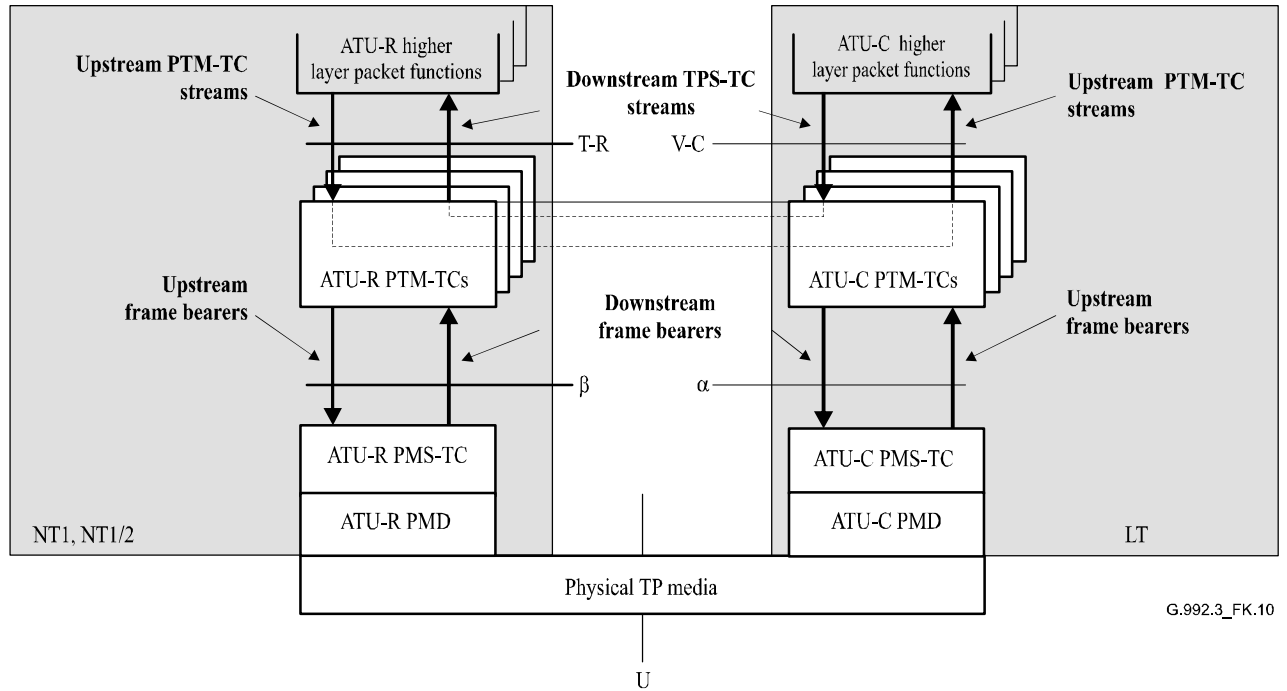 ATU-R higher
layer packet functions
ATU-C higher
layer packet functions
Upstream PTM-TC
streams
Downstream TPS-TC
streams
Upstream PTM-TC
streams
T-R
V-C
ATU-R PTM-TCs
ATU-C PTM-TCs
Upstream
frame bearers
Downstream
frame bearers
Upstream
frame bearers
β
α
ATU-R PMS-TC
ATU-C PMS-TC
ATU-R PMD
ATU-C PMD
NT1, NT1/2
LT
Physical TP media
G.992.3_FK.10
U